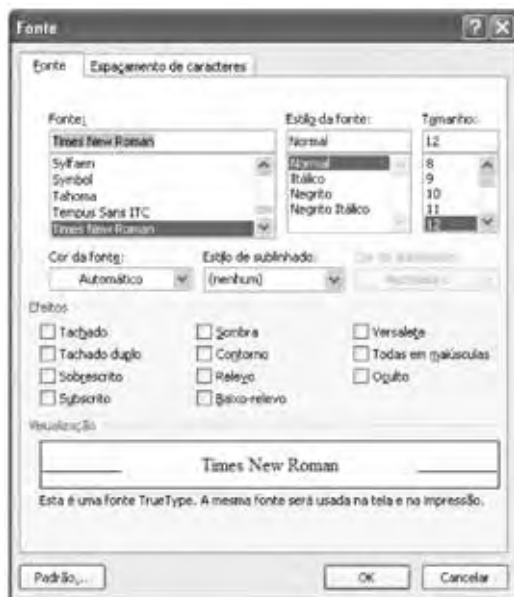 Fonte
Fonte Espaçamento de caracteres
Fonte: Estilo da fonte: Tamanho:
Times New Roman Normal 12
Sylfaen Normal 8
Symbol Itálico 9
Tahoma Negrito 10
Tempus Sans ITC Negrito Itálico 11
Times New Roman 12
Cor da fonte: Estilo de sublinhado:
Automático (nenhum)
Efeitos
Tachado Sombra Versalete
Tachado duplo Contorno Todas em maiúsculas
Sobrescrito Relevo Oculto
Subscrito Baixo-relevo
Visualização
Times New Roman
Esta é uma fonte TrueType. A mesma fonte será usada na tela e na impressão.
Padrão... OK Cancelar